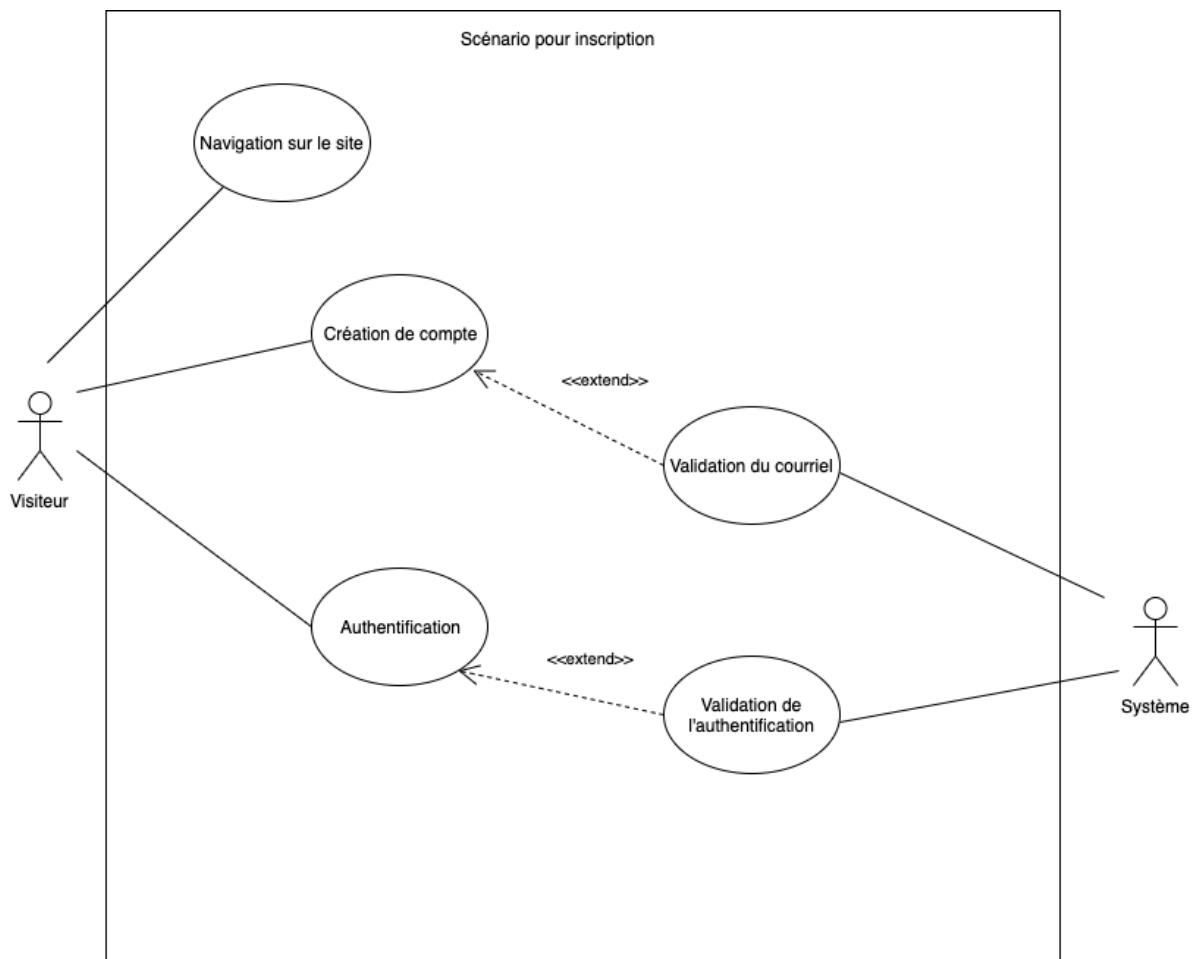 Scénario pour inscription
Navigation sur le site
Création de compte
<<extend>>
Validation du courriel
Visiteur
Authentification
<<extend>>
Validation de
l'authentification
Système